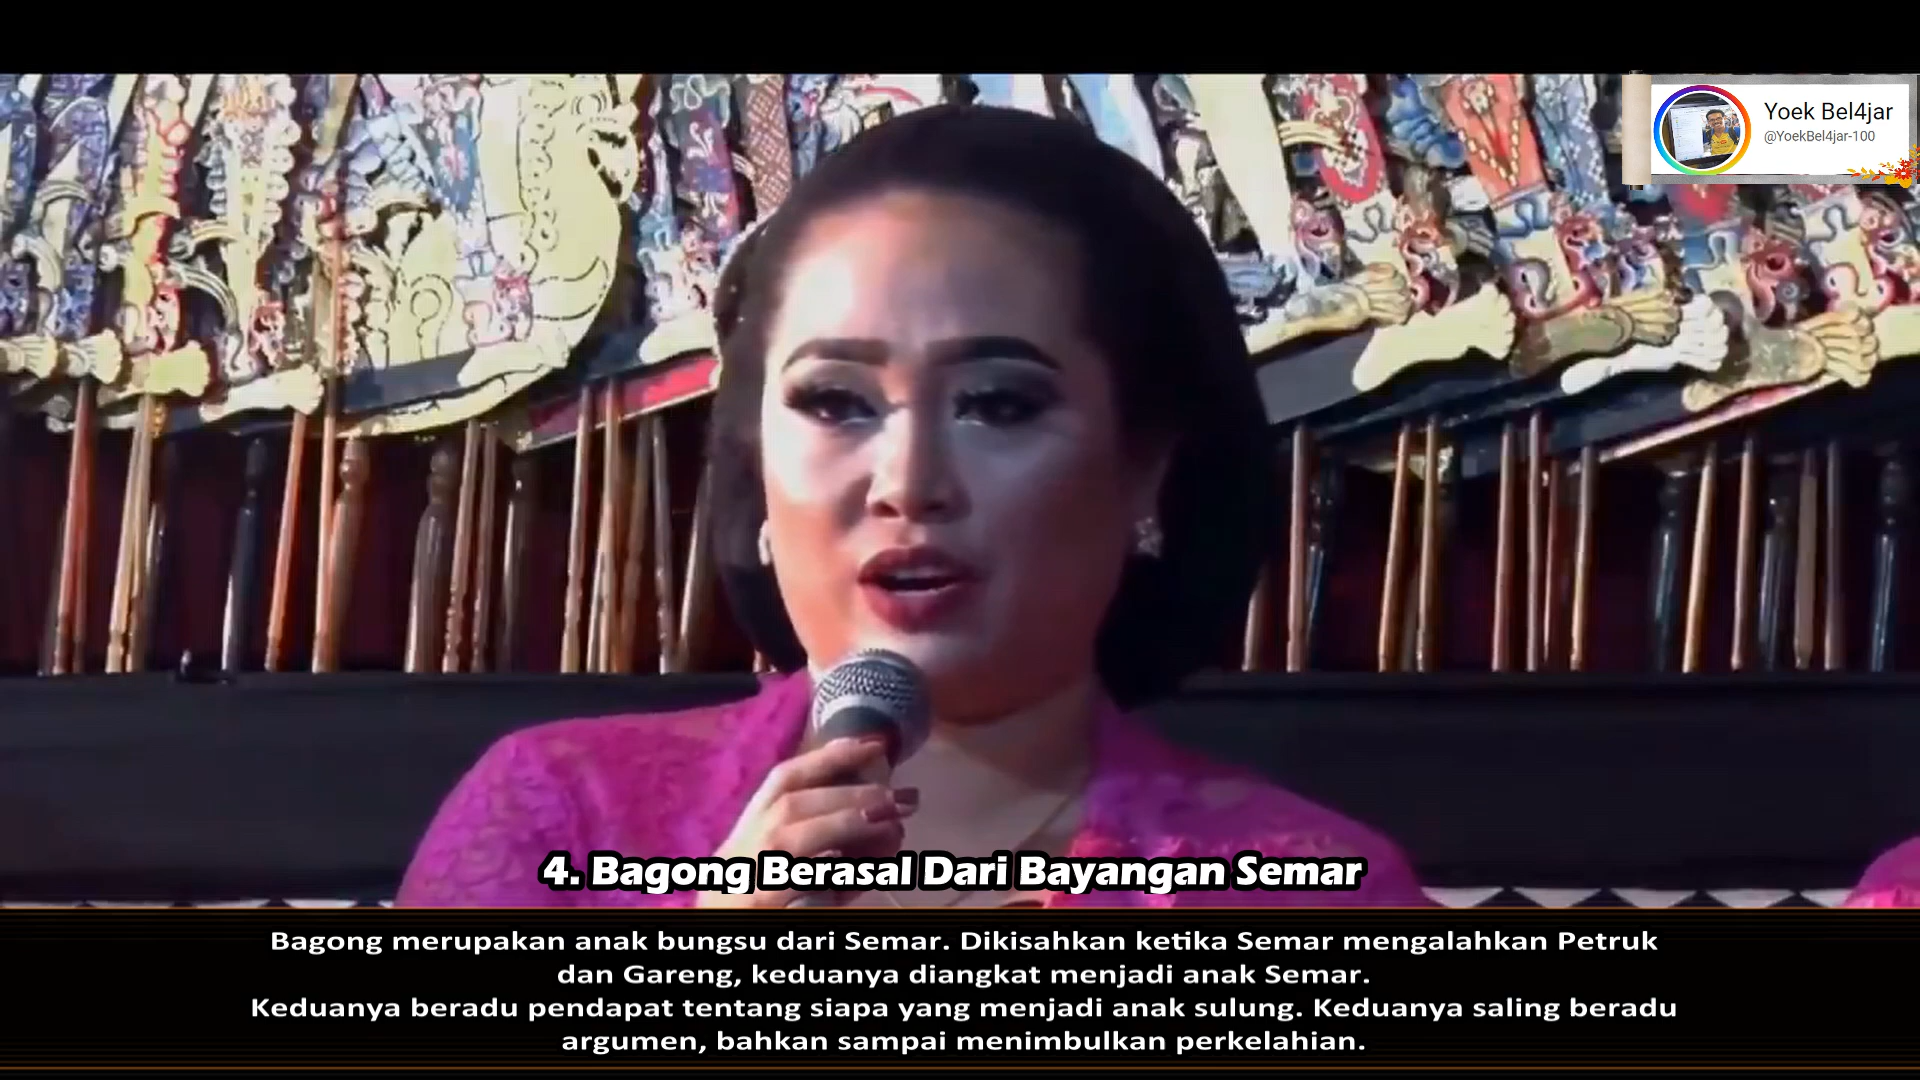 Yoek Bel4jar
@YoekBel4jar-100
4. Bagong Berasal Dari Bayangan Semar
Bagong merupakan anak bungsu dari Semar. Dikisahkan ketika Semar mengalahkan Petruk
dan Gareng, keduanya diangkat menjadi anak Semar.
Keduanya beradu pendapat tentang siapa yang menjadi anak sulung. Keduanya saling beradu
argumen, bahkan sampai menimbulkan perkelahian.